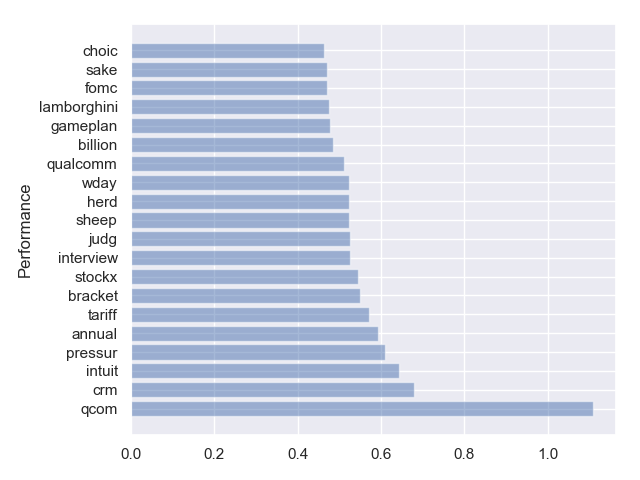 choic
sake
fomc
lamborghini
gameplan
billion
qualcomm
wday
herd
sheep
judg
interview
stockx
bracket
tariff
annual
pressur
intuit
crm
qcom
Performance
0.0 0.2 0.4 0.6 0.8 1.0